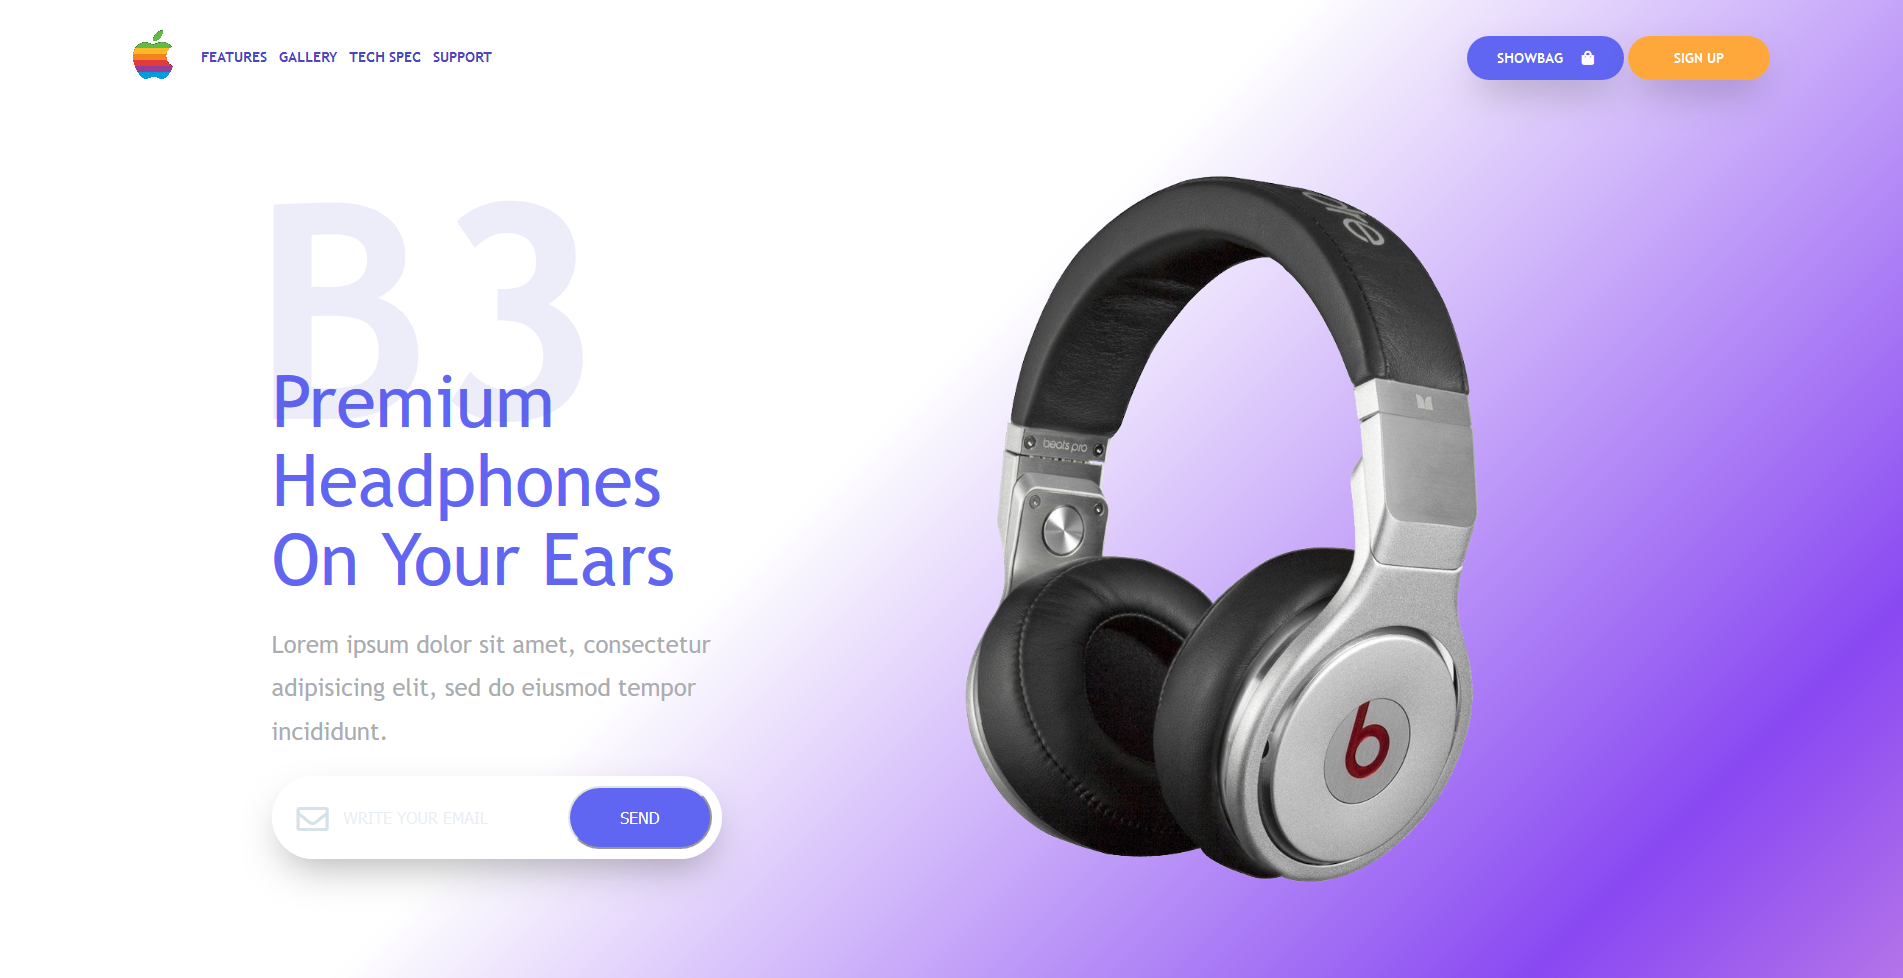 FEATURES GALLERY TECH SPEC SUPPORT
SHOWBAG
SIGN UP
B3
Premium
Headphones
On Your Ears
Lorem ipsum dolor sit amet, consectetur
adipisicing elit, sed do eiusmod tempor
incididunt.
WRITE YOUR EMAIL
SEND
beats pro
b